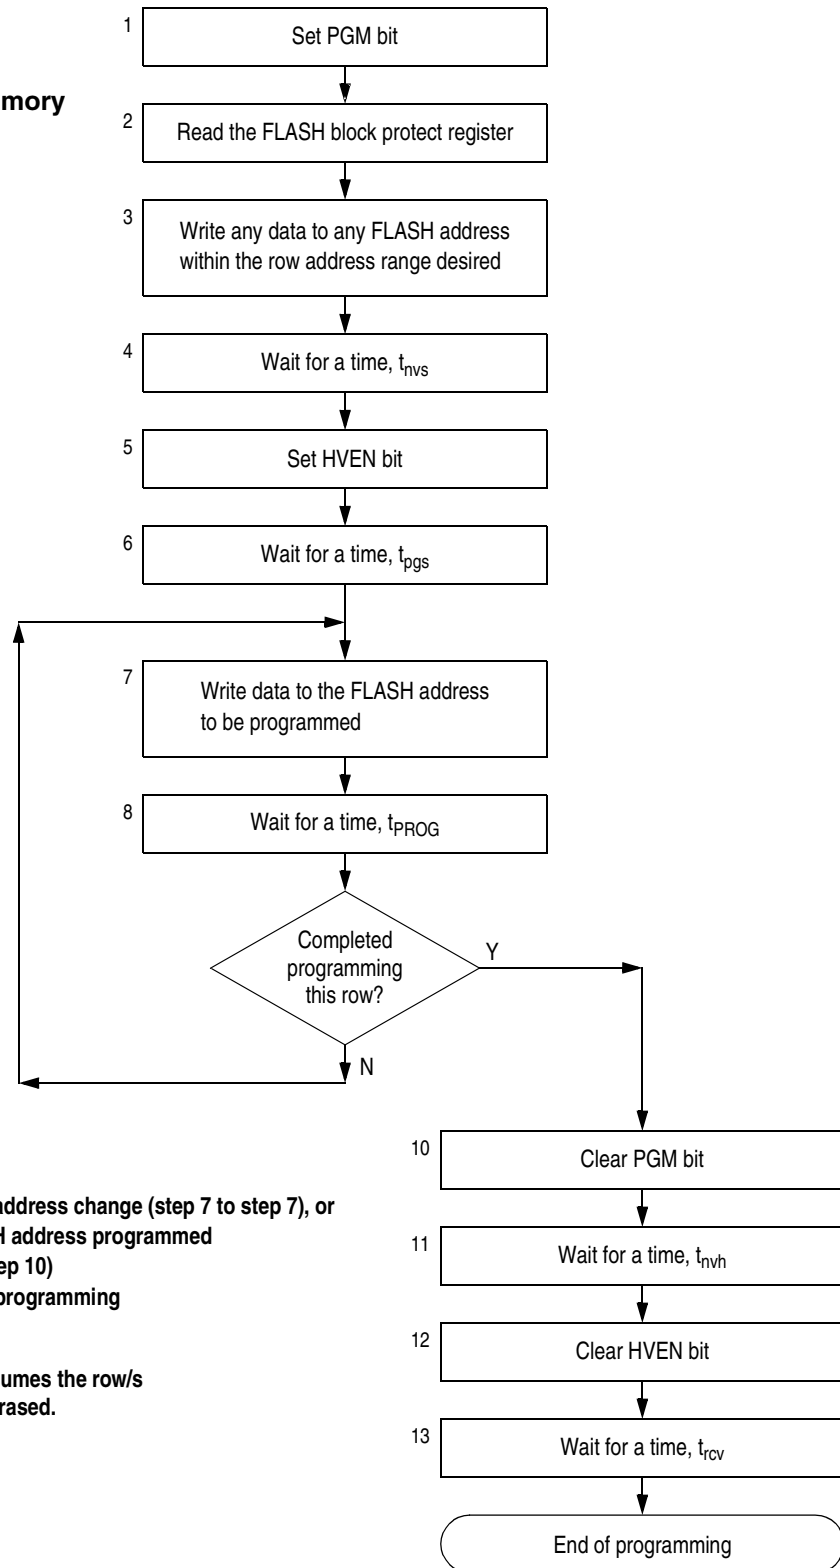 1
Set PGM bit
mory
2
Read the FLASH block protect register
3
Write any data to any FLASH address
within the row address range desired
4
Wait for a time, tnvs
5
Set HVEN bit
6
Wait for a time, tpgs
7
Write data to the FLASH address
to be programmed
8
Wait for a time, tPROG
Completed
programming
this row?
Y
N
10
Clear PGM bit
address change (step 7 to step 7), or
H address programmed
ep 10)
programming
11
Wait for a time, tnvh
12
Clear HVEN bit
umes the row/s
rased.
13
Wait for a time, trcv
End of programming